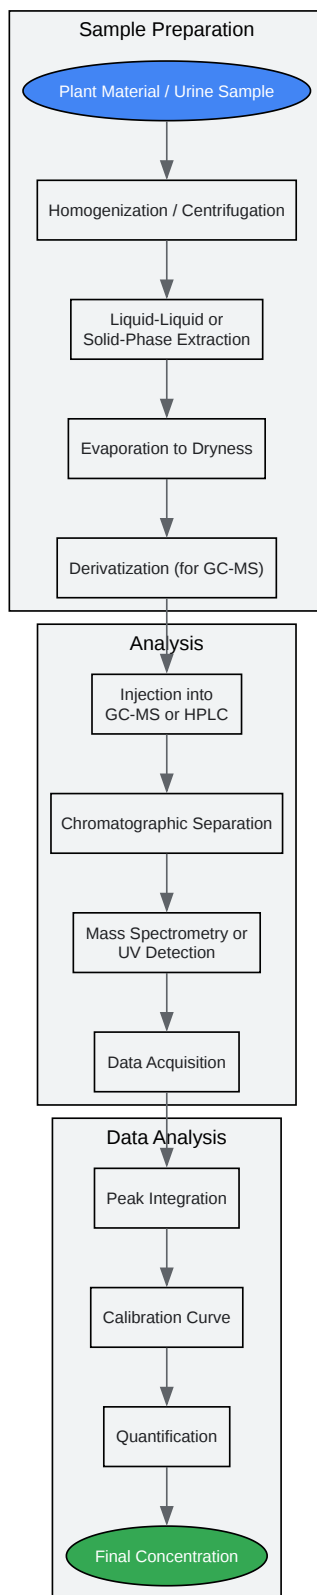 Sample Preparation
Plant Material / Urine Sample
Homogenization / Centrifugation
Liquid-Liquid or
Solid-Phase Extraction
Evaporation to Dryness
Derivatization (for GC-MS)
Analysis
Injection into
GC-MS or HPLC
Chromatographic Separation
Mass Spectrometry or
UV Detection
Data Acquisition
Data Analysis
Peak Integration
Calibration Curve
Quantification
Final Concentration